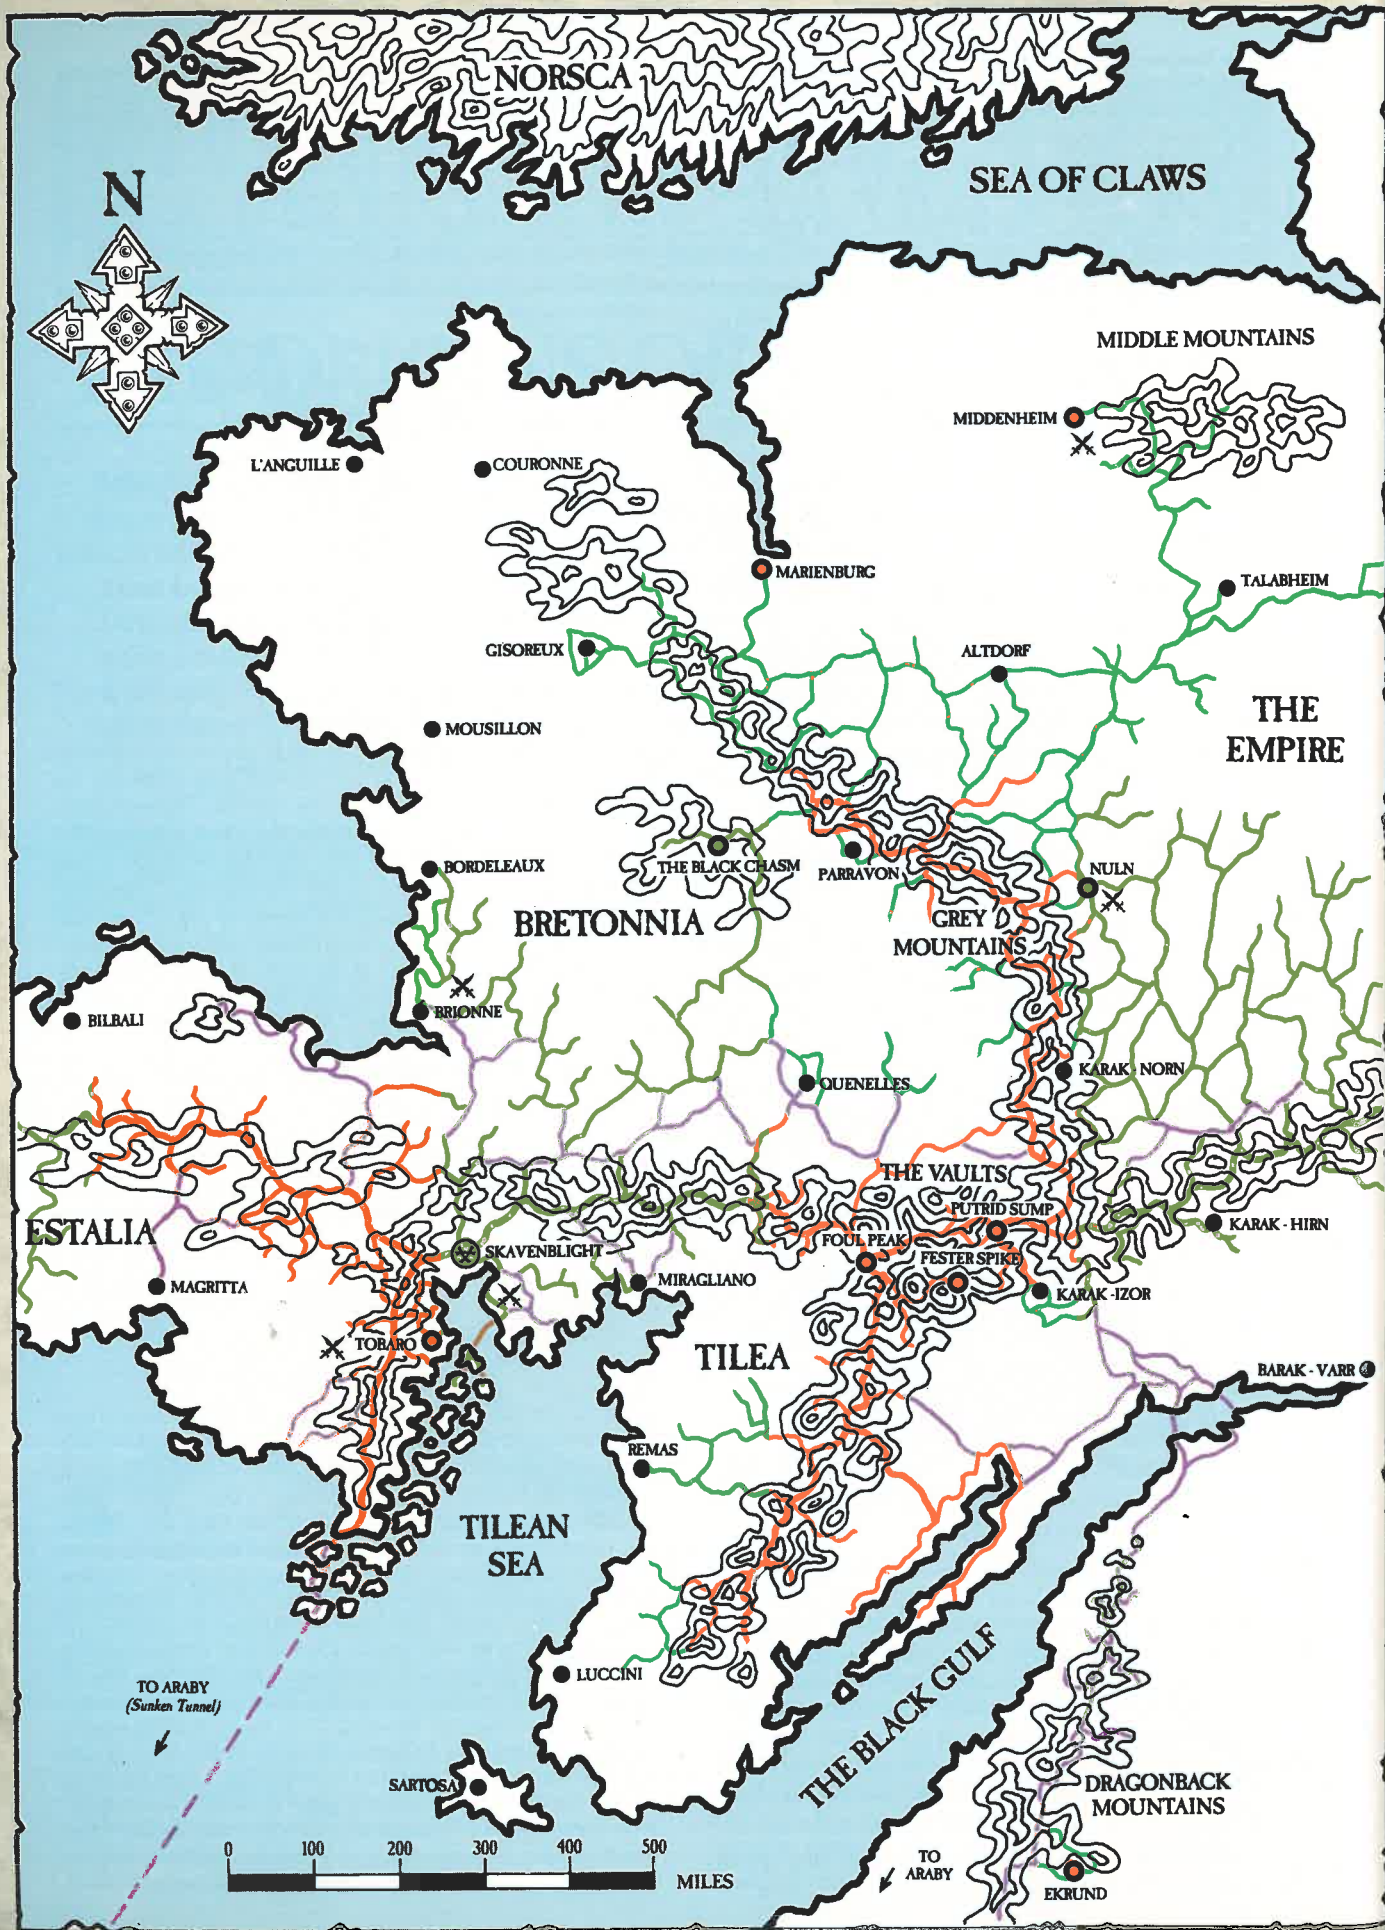 NORSCA
SEA OF CLAWS
N
MIDDLE MOUNTAINS
MIDDENHEIM
L'ANGUILLE
COURONNE
MARIENBURG
TALABHEIM
GISOREUX
ALTDORF
THE
EMPIRE
MOUSILLON
BORDELEAUX
THE BLACK CHASM
PARRAVON
NULN
BRETONNIA
GREY
MOUNTAINS
BILBALI
BRIONNE
QUENELLES
KARAK - NORN
THE VAULTS
PUTRID SUMP
ESTALIA
KARAK - HIRN
SKAVENBLIGHT
FOUL PEAK
FESTER SPIKE
MAGRITTA
MIRAGLIANO
KARAK - IZOR
TOBARO
TILEA
BARAK - VARR
REMAS
TILEAN
SEA
LUCCINI
TO ARABY
(Sunken Tunnel)
THE BLACK GULF
SARTOSA
DRAGONBACK
MOUNTAINS
0 100 200 300 400 500
MILES
TO
ARABY
EKRUND